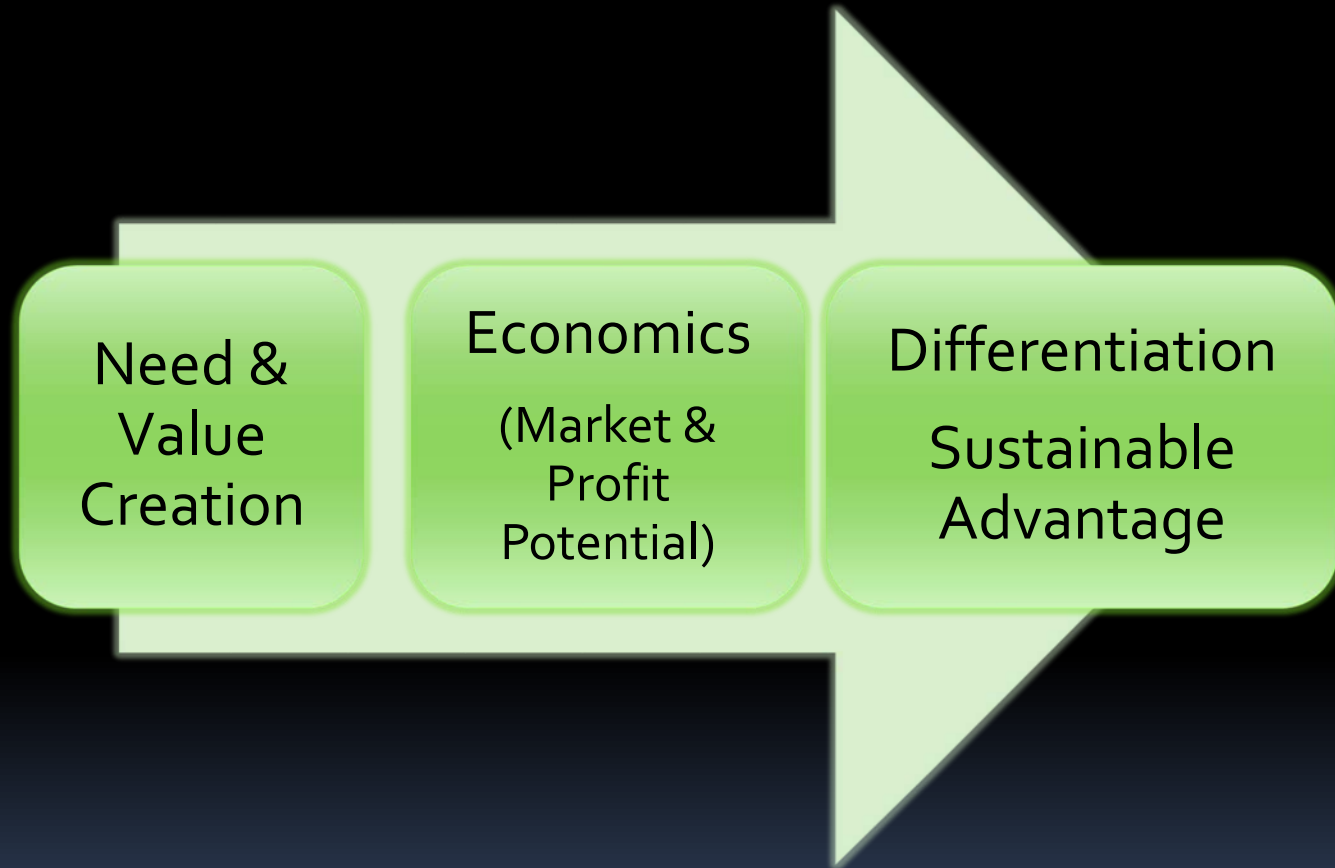 Need &
Value
Creation
Economics
(Market &
Profit
Potential)
Differentiation
Sustainable
Advantage